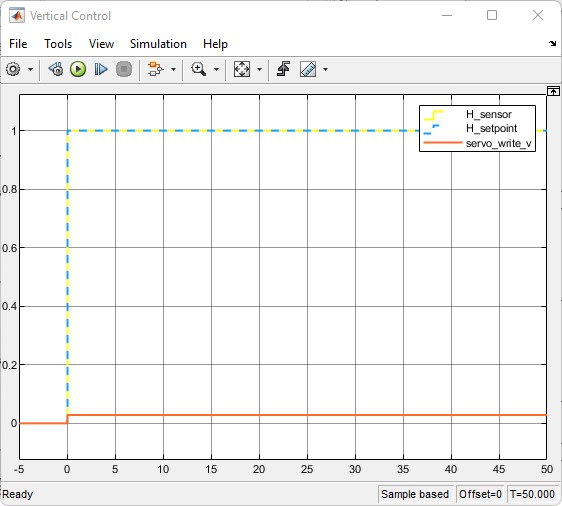 Vertical Control
File Tools View Simulation Help
H_sensor
H_setpoint
servo_write_v
1
0.8
0.6
0.4
0.2
0
-5 0 5 10 15 20 25 30 35 40 45 50
Ready Sample based Offset=0 T=50.000